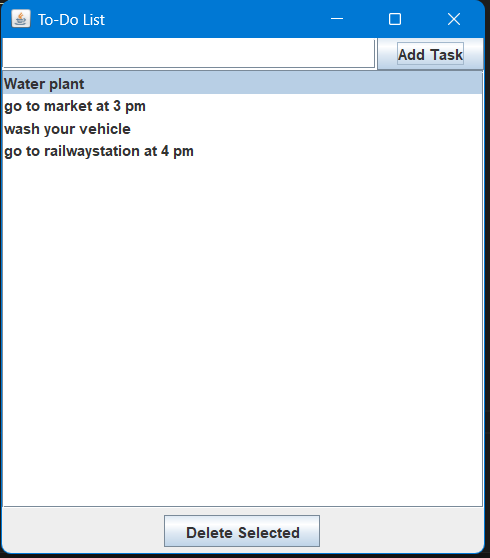 To-Do List
Add Task
Water plant
go to market at 3 pm
wash your vehicle
go to railwaystation at 4 pm
Delete Selected